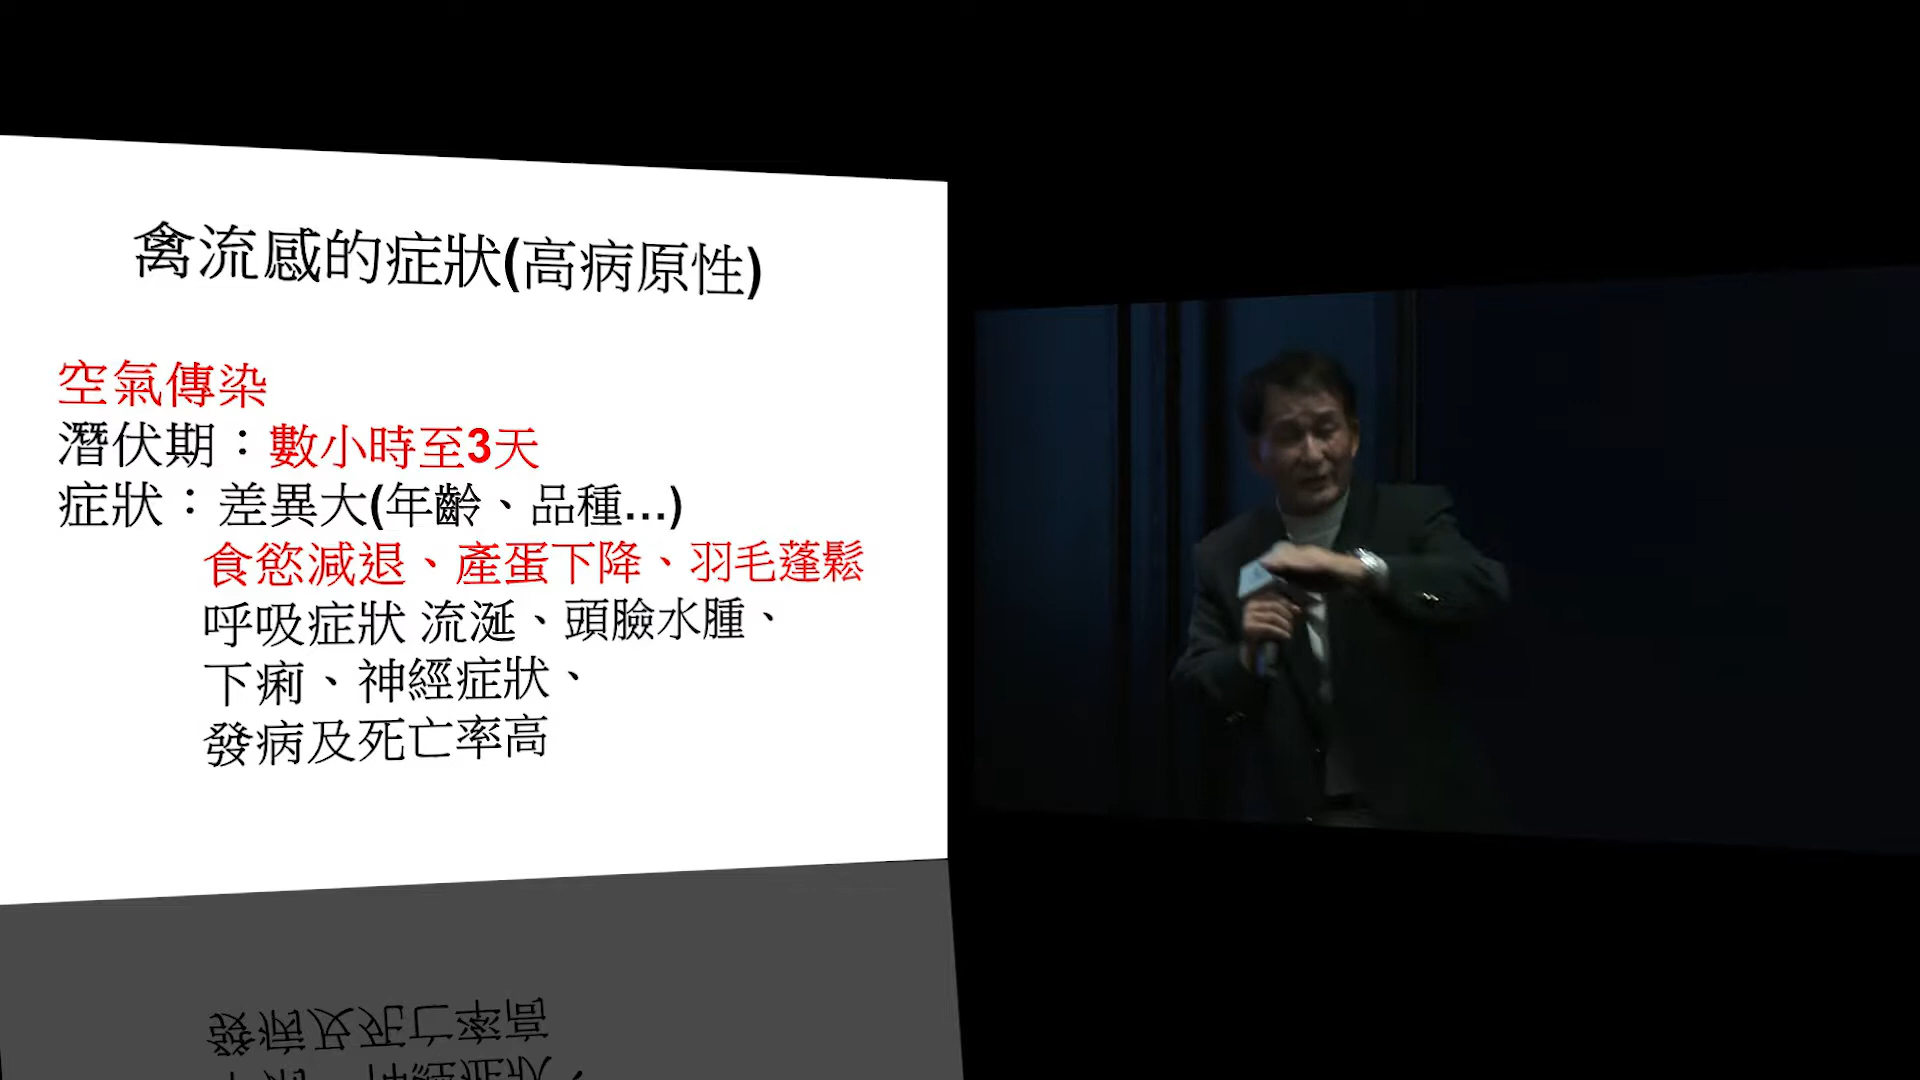 禽流感的症狀(高病原性)
空氣傳染
潛伏期：數小時至3天
症狀：差異大(年齡、品種...)
食慾減退、產蛋下降、羽毛蓬鬆
呼吸症狀 流涎、頭臉水腫、
下痢、神經症狀、
發病及死亡率高